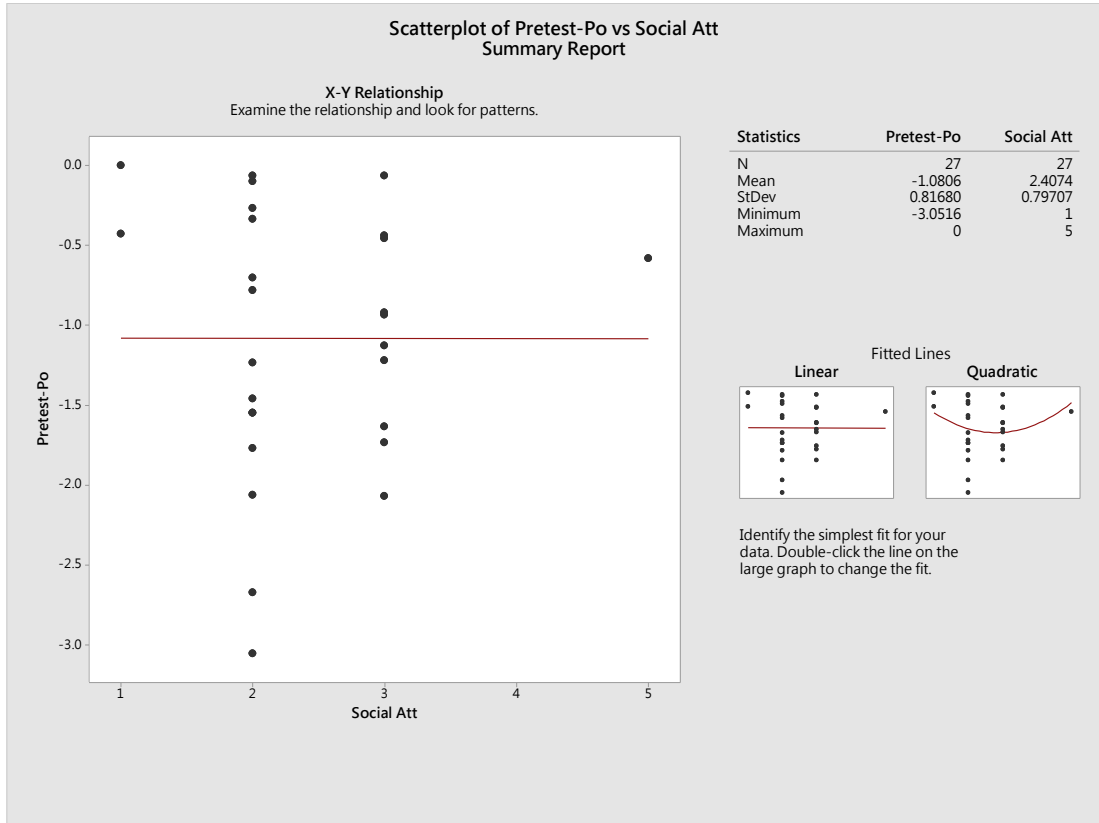 Scatterplot of Pretest-Po vs Social Att
Summary Report
X-Y Relationship
Examine the relationship and look for patterns.
0.0
-0.5
-1.0
-1.5
-2.0
-2.5
-3.0
Pretest-Po
1 2 3 4 5
Social Att
Statistics Pretest-Po Social Att
N 27 27
Mean -1.0806 2.4074
StDev 0.81680 0.79707
Minimum -3.0516 1
Maximum 0 5
Fitted Lines
Linear Quadratic
Identify the simplest fit for your
data. Double-click the line on the
large graph to change the fit.